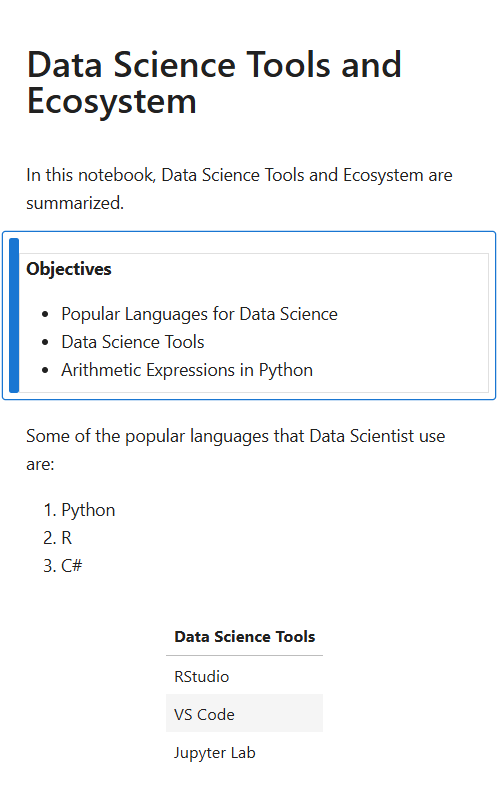 Data Science Tools and
Ecosystem
In this notebook, Data Science Tools and Ecosystem are
summarized.
Objectives
• Popular Languages for Data Science
• Data Science Tools
• Arithmetic Expressions in Python
Some of the popular languages that Data Scientist use
are:
1. Python
2. R
3. C#
Data Science Tools
RStudio
VS Code
Jupyter Lab